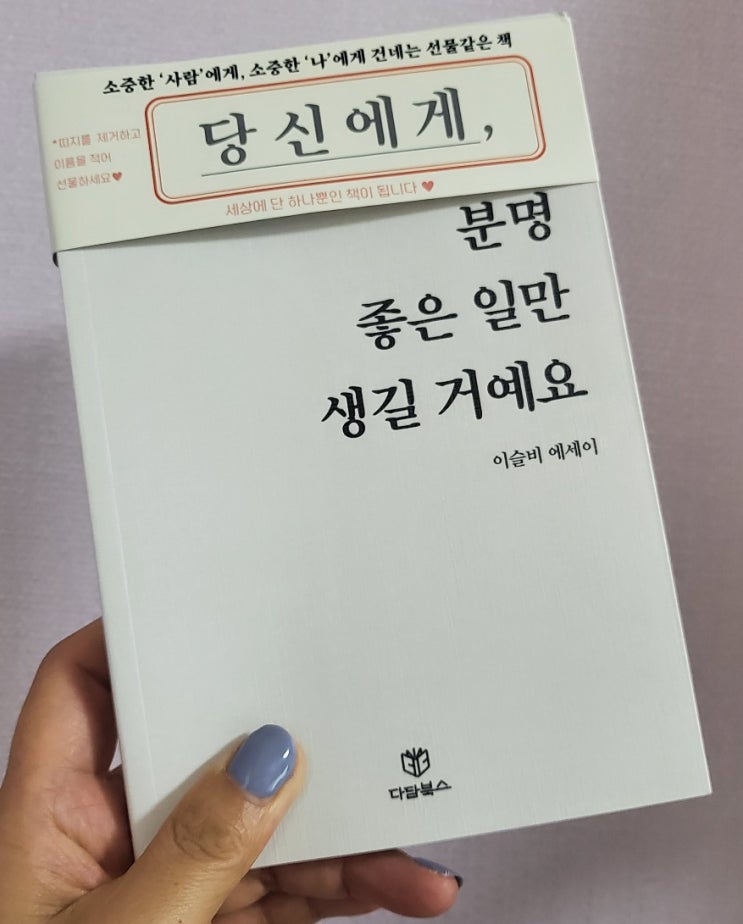 소중한 '사람'에게, 소중한 '나'에게 건네는 선물같은 책
당신에게,
*띠지를 제거하고
이름을 적어
선물하세요♥
세상에 단 하나뿐인 책이 됩니다 ♥
분명
좋은 일만
생길 거예요
이슬비 에세이
다담북스